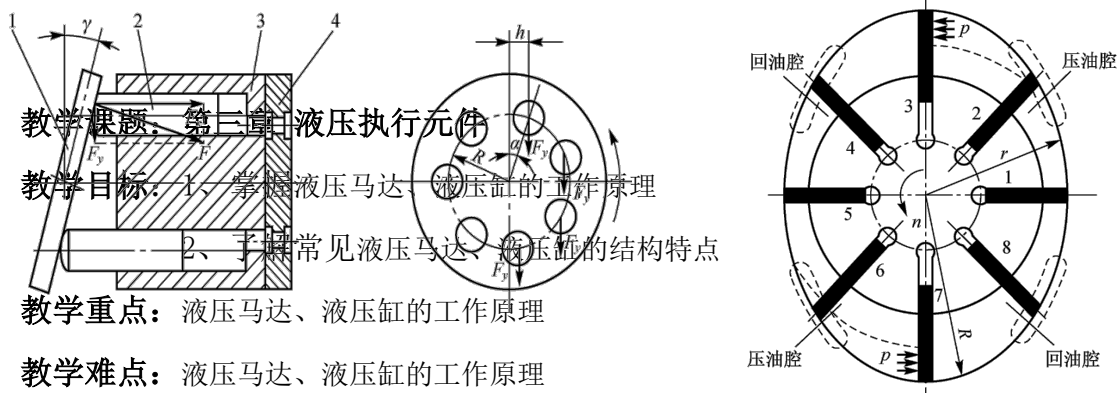 1 γ 2 3 4
h
p
回油腔 压油腔
教学课题：第三章 液压执行元件
3 2
F_y F R α F_y
4 r
教学目标：1、掌握液压马达、液压缸的工作原理
1
F_y
5 n
2、了解常见液压马达、液压缸的结构特点
F_y
F_y
6 8
7
教学重点：液压马达、液压缸的工作原理
R
压油腔 p 回油腔
教学难点：液压马达、液压缸的工作原理